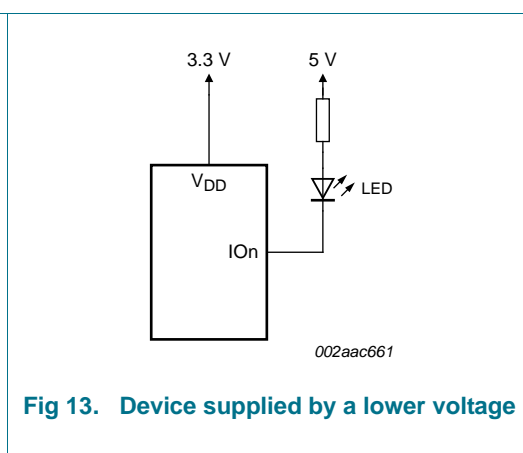 3.3 V 5 V
VDD
LED
IOn
002aac661
Fig 13. Device supplied by a lower voltage